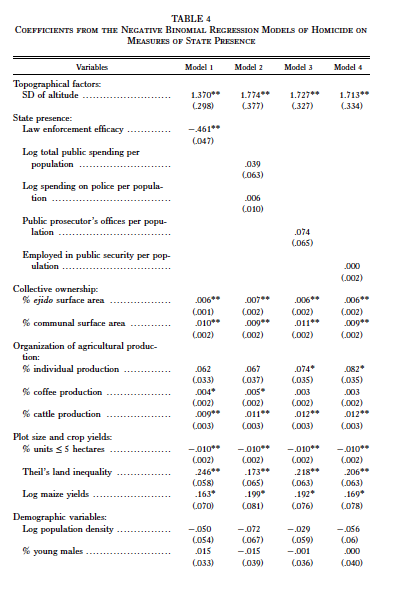 TABLE 4
Coefficients from the Negative Binomial Regression Models of Homicide on
Measures of State Presence
Variables Model 1 Model 2 Model 3 Model 4
Topographical factors:
SD of altitude .................... 1.370** 1.774** 1.727** 1.713**
(.298) (.377) (.327) (.334)
State presence:
Law enforcement efficacy ............ −.461**
(.047)
Log total public spending per
population ......................... .039
(.063)
Log spending on police per popula-
tion ................................ .006
(.010)
Public prosecutor's offices per popu-
lation .............................. .074
(.065)
Employed in public security per pop-
ulation ............................. .000
(.002)
Collective ownership:
% ejido surface area ................ .006** .007** .006** .006**
(.001) (.002) (.002) (.002)
% communal surface area ........... .010** .009** .011** .009**
(.002) (.002) (.002) (.002)
Organization of agricultural produc-
tion:
% individual production ............ .062 .067 .074* .082*
(.033) (.037) (.035) (.035)
% coffee production ................. .004* .005* .003 .003
(.002) (.002) (.002) (.002)
% cattle production ................. .009** .011** .012** .012**
(.003) (.003) (.003) (.003)
Plot size and crop yields:
% units ≤ 5 hectares ................ −.010** −.010** −.010** −.010**
(.002) (.002) (.002) (.002)
Theil's land inequality .............. .246** .173** .218** .206**
(.058) (.065) (.063) (.063)
Log maize yields ..................... .163* .199* .192* .169*
(.070) (.081) (.076) (.078)
Demographic variables:
Log population density .............. −.050 −.072 −.029 −.056
(.054) (.067) (.059) (.06)
% young males ...................... .015 −.015 −.001 .000
(.033) (.039) (.036) (.040)